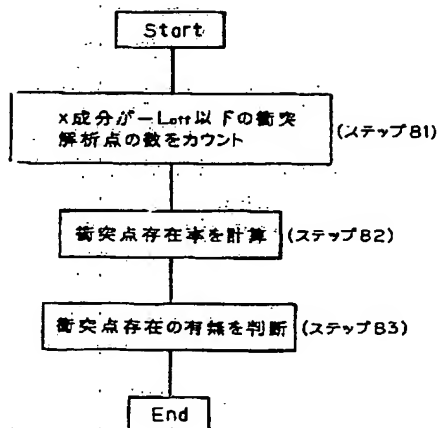 Start
x成分が－Loff以下の衝突
解析点の数をカウント
(ステップ81)
衝突点存在率を計算
(ステップ82)
衝突点存在の有無を判断
(ステップ83)
End